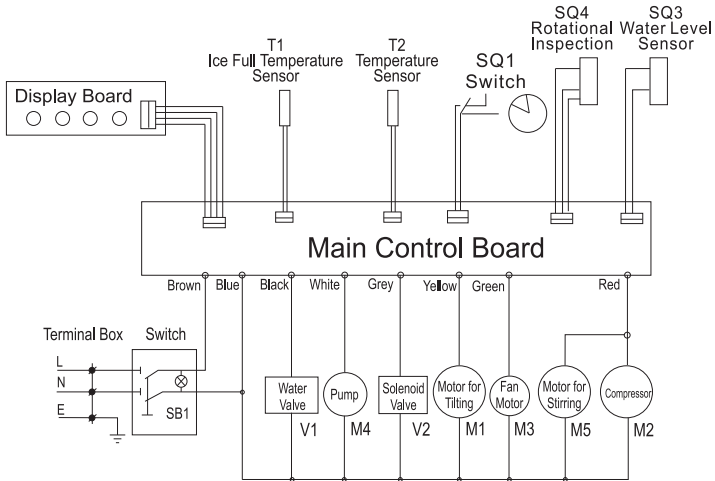 SQ4
Rotational
Inspection
SQ3
Water Level
Sensor
T1
Ice Full Temperature
Sensor
T2
Temperature
Sensor
SQ1
Switch
Display Board
Main Control Board
Brown
Blue
Black
White
Grey
Yellow
Green
Red
Terminal Box
Switch
L
N
E
SB1
Water
Valve
V1
Pump
M4
Solenoid
Valve
V2
Motor for
Tilting
M1
Fan
Motor
M3
Motor for
Stirring
M5
Compressor
M2